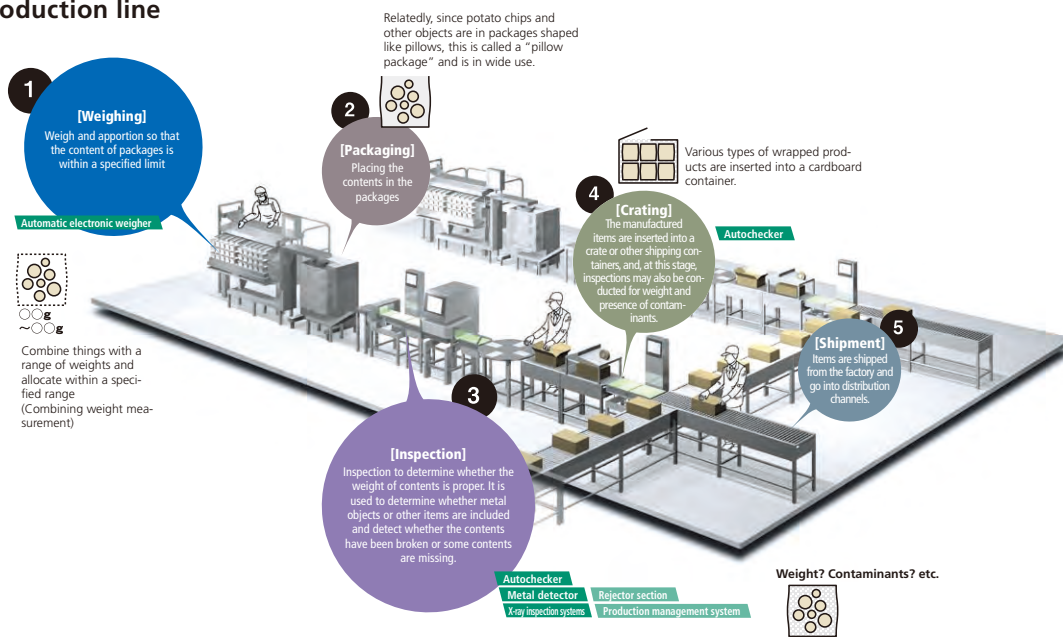 oduction line
Relatedly, since potato chips and
other objects are in packages shaped
like pillows, this is called a “pillow
package” and is in wide use.
1
[Weighing]
Weigh and apportion so that
the content of packages is
within a specified limit
Automatic electronic weigher
○○g
~○○g
Combine things with a
range of weights and
allocate within a speci-
fied range
(Combining weight mea-
surement)
2
[Packaging]
Placing the
contents in the
packages
3
[Inspection]
Inspection to determine whether the
weight of contents is proper. It is
used to determine whether metal
objects or other items are included
and detect whether the contents
have been broken or some contents
are missing.
Autochecker
Metal detector
Rejector section
X-ray inspection systems
Production management system
4
[Crating]
The manufactured
items are inserted into a
crate or other shipping con-
tainers, and, at this stage,
inspections may also be con-
ducted for weight and
presence of contam-
inants.
Various types of wrapped prod-
ucts are inserted into a cardboard
container.
Autochecker
5
[Shipment]
Items are shipped
from the factory and
go into distribution
channels.
Weight? Contaminants? etc.